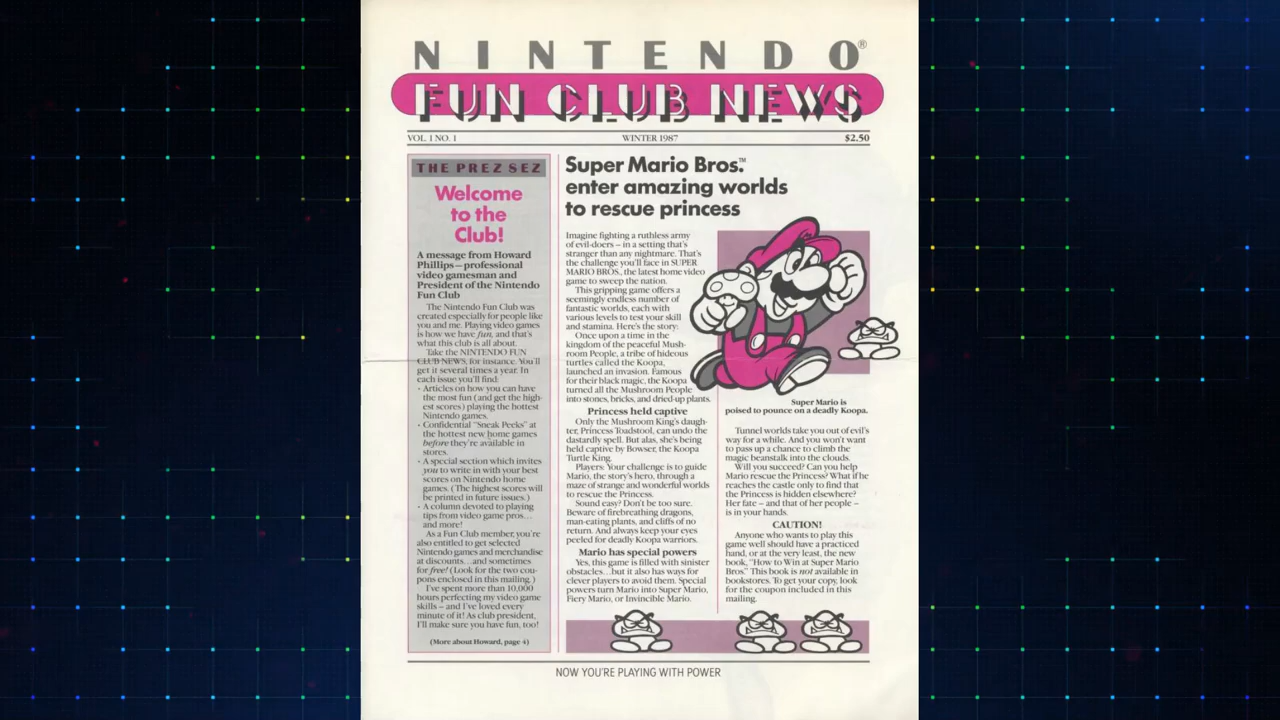 NINTENDO®
FUN CLUB NEWS
VOL. 1 NO. 1
WINTER 1987
$2.50
THE PREZ SEZ
Welcome
to the
Club!
A message from Howard
Phillips – professional
video gamesman and
President of the Nintendo
Fun Club
The Nintendo Fun Club was
created especially for people like
you and me. Playing video games
is how we have fun, and that's
what this club is all about.
Take the NINTENDO FUN
CLUB NEWS, for instance. You'll
get it several times a year. In
each issue you'll find:
· Articles on how you can have
the most fun (and get the high-
est scores) playing the hottest
Nintendo games.
· Confidential "Sneak Peeks" at
the hottest new home games
before they're available in
stores.
· A special section which invites
you to write in with your best
scores on Nintendo home
games. (The highest scores will
be printed in future issues.)
· A column devoted to playing
tips from video game pros...
and more!
As a Fun Club member, you're
also entitled to get selected
Nintendo games and merchandise
at discounts...and sometimes
for free! (Look for the two cou-
pons enclosed in this mailing.)
I've spent more than 10,000
hours perfecting my video game
skills – and I've loved every
minute of it! As club president,
I'll make sure you have fun, too!
(More about Howard, page 4)
Super Mario Bros.™
enter amazing worlds
to rescue princess
Imagine fighting a ruthless army
of evil-doers – in a setting that's
stranger than any nightmare. That's
the challenge you'll face in SUPER
MARIO BROS., the latest home video
game to sweep the nation.
This gripping game offers a
seemingly endless number of
fantastic worlds, each with
various levels to test your skill
and stamina. Here's the story:
Once upon a time in the
kingdom of the peaceful Mush-
room People, a tribe of hideous
turtles called the Koopa,
launched an invasion. Famous
for their black magic, the Koopa
turned all the Mushroom People
into stones, bricks, and dried-up plants.
Princess held captive
Only the Mushroom King's daugh-
ter, Princess Toadstool, can undo the
dastardly spell. But alas, she's being
held captive by Bowser, the Koopa
Turtle King.
Players: Your challenge is to guide
Mario, the story's hero, through a
maze of strange and wonderful worlds
to rescue the Princess.
Sound easy? Don't be too sure.
Beware of firebreathing dragons,
man-eating plants, and cliffs of no
return. And always keep your eyes
peeled for deadly Koopa warriors.
Mario has special powers
Yes, this game is filled with sinister
obstacles...but it also has ways for
clever players to avoid them. Special
powers turn Mario into Super Mario,
Fiery Mario, or Invincible Mario.
Super Mario is
poised to pounce on a deadly Koopa.
Tunnel worlds take you out of evil's
way for a while. And you won't want
to pass up a chance to climb the
magic beanstalk into the clouds.
Will you succeed? Can you help
Mario rescue the Princess? What if he
reaches the castle only to find that
the Princess is hidden elsewhere?
Her fate – and that of her people –
is in your hands.
CAUTION!
Anyone who wants to play this
game well should have a practiced
hand, or at the very least, the new
book, "How to Win at Super Mario
Bros." This book is not available in
bookstores. To get your copy, look
for the coupon included in this
mailing.
NOW YOU'RE PLAYING WITH POWER